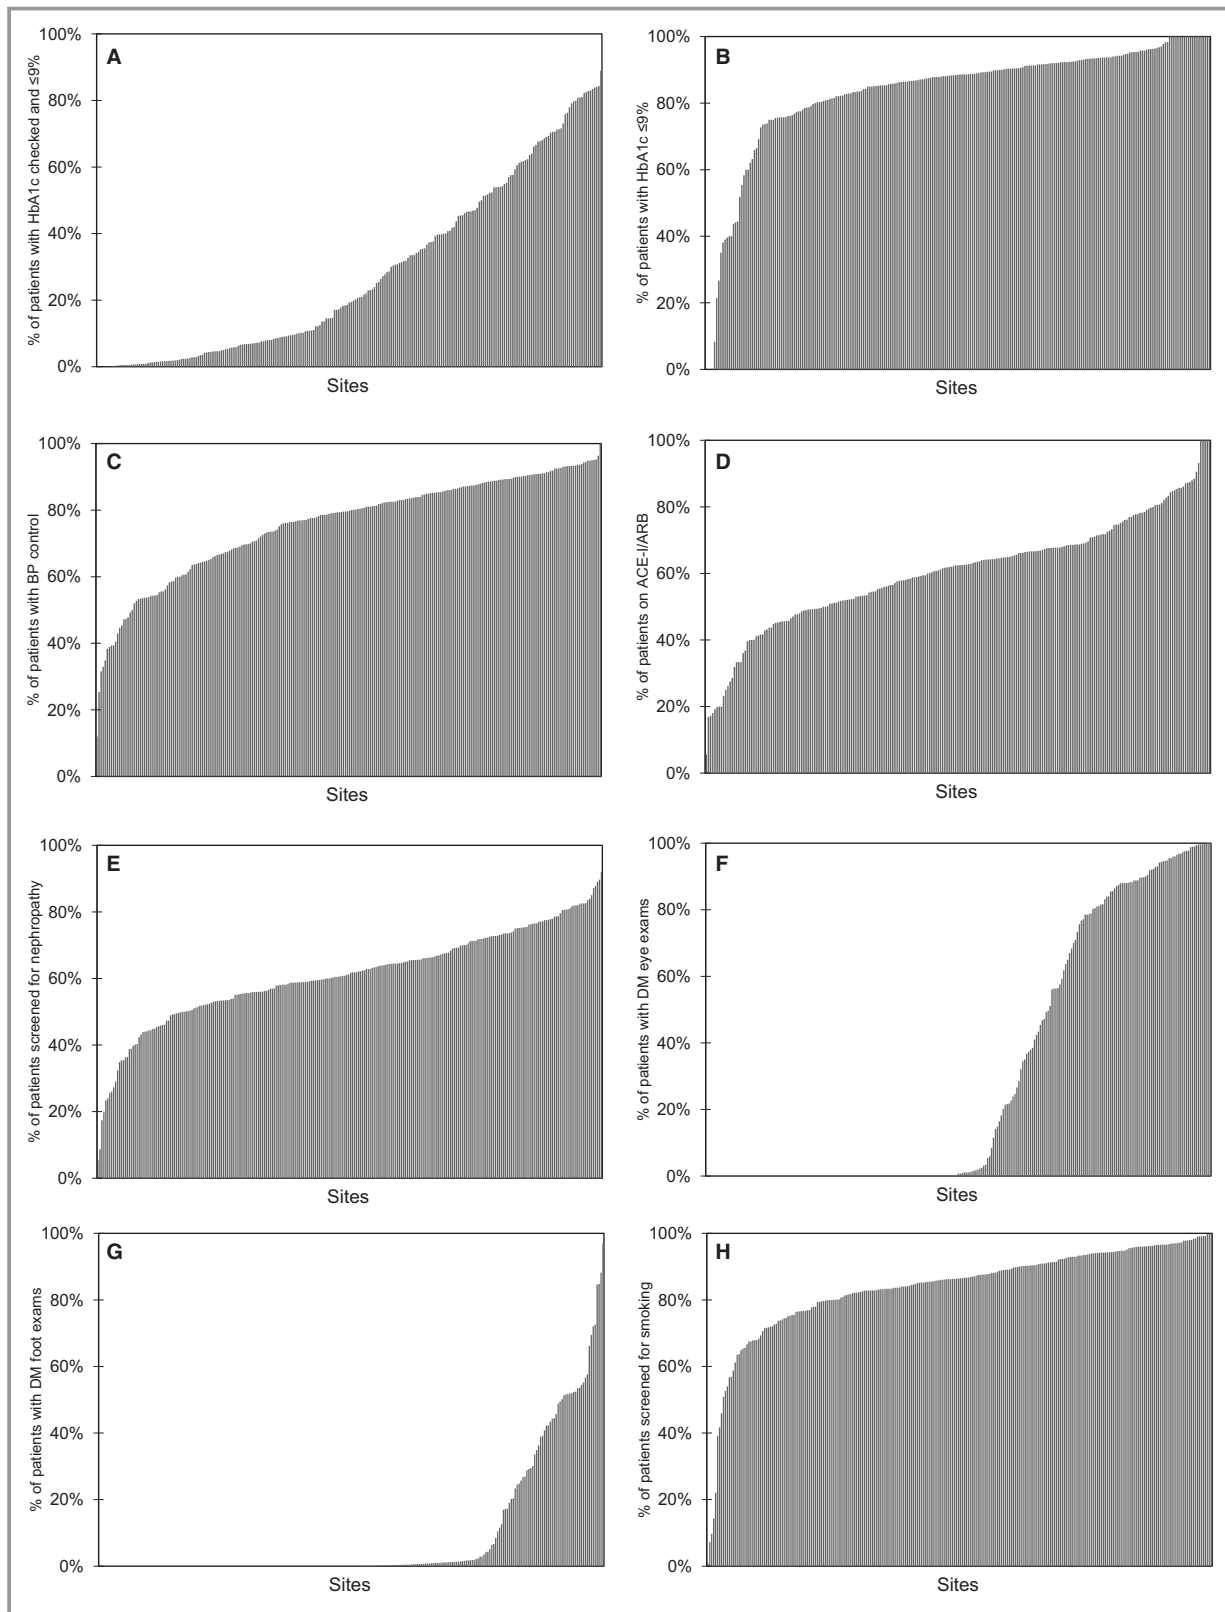 A
% of patients with HbA1c checked and ≤9%
100%
80%
60%
40%
20%
0%
Sites
B
% of patients with HbA1c ≤9%
100%
80%
60%
40%
20%
0%
Sites
C
% of patients with BP control
100%
80%
60%
40%
20%
0%
Sites
D
% of patients on ACE-I/ARB
100%
80%
60%
40%
20%
0%
Sites
E
% of patients screened for nephropathy
100%
80%
60%
40%
20%
0%
Sites
F
% of patients with DM eye exams
100%
80%
60%
40%
20%
0%
Sites
G
% of patients with DM foot exams
100%
80%
60%
40%
20%
0%
Sites
H
% of patients screened for smoking
100%
80%
60%
40%
20%
0%
Sites